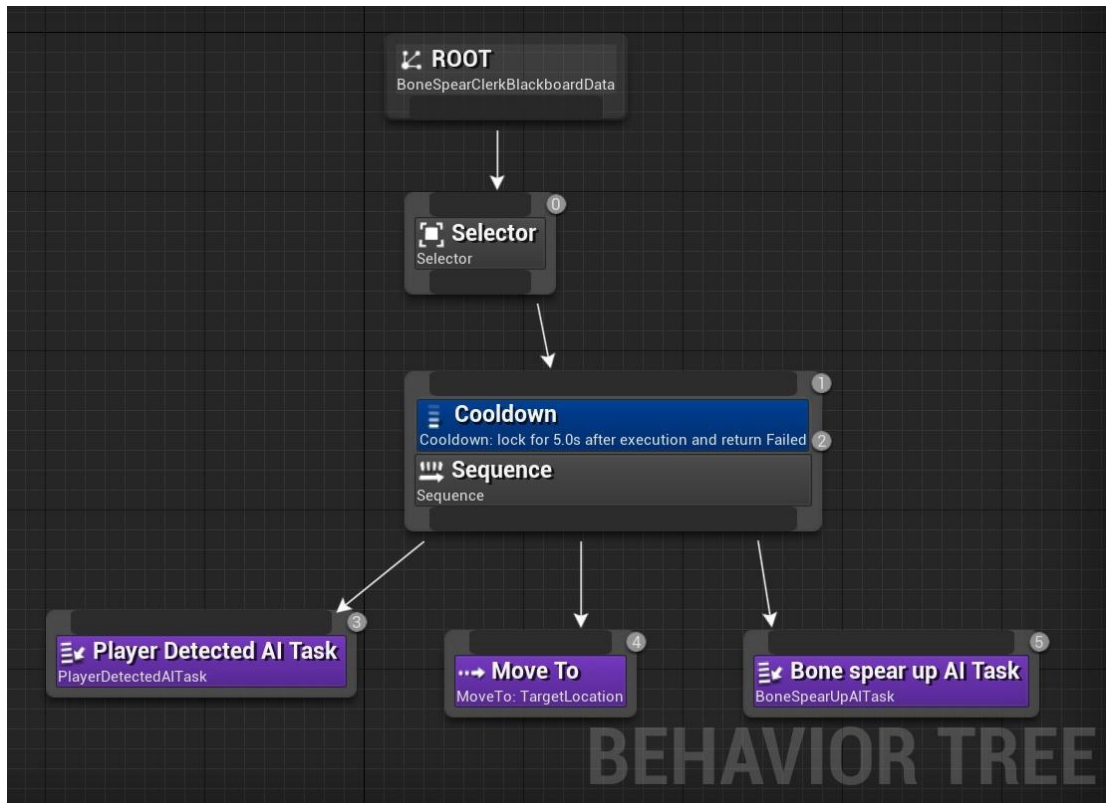 ROOT
BoneSpearClerkBlackboardData
0
Selector
Selector
1
Cooldown
Cooldown: lock for 5.0s after execution and return Failed
2
Sequence
Sequence
3
Player Detected AI Task
PlayerDetectedAITask
4
Move To
MoveTo: TargetLocation
5
Bone spear up AI Task
BoneSpearUpAITask
BEHAVIOR TREE